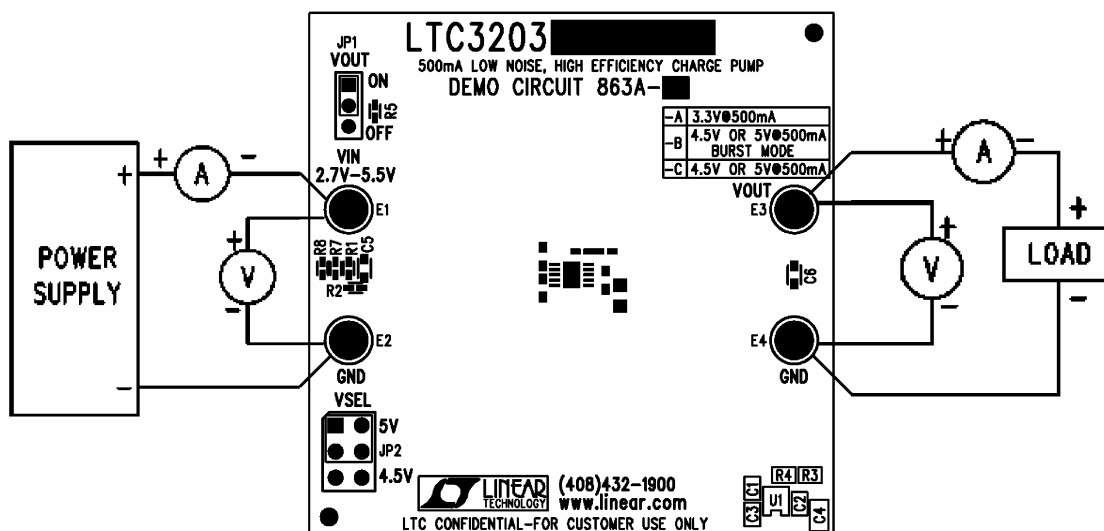 LTC3203
500mA LOW NOISE, HIGH EFFICIENCY CHARGE PUMP
DEMO CIRCUIT 863A-
JP1
VOUT
ON
R5
OFF
-A 3.3V@500mA
-B 4.5V OR 5V@500mA
BURST MODE
-C 4.5V OR 5V@500mA
VIN
2.7V-5.5V
VOUT
E1
E3
+ A -
+ A -
POWER
SUPPLY
+
-
+
V
-
R8
R7
R1
C5
R2
C6
+
V
-
+
LOAD
-
E2
E4
GND
GND
VSEL
5V
JP2
4.5V
LINEAR
TECHNOLOGY
(408)432-1900
www.linear.com
LTC CONFIDENTIAL-FOR CUSTOMER USE ONLY
R4 R3
C1
C3
U1
C2
C4